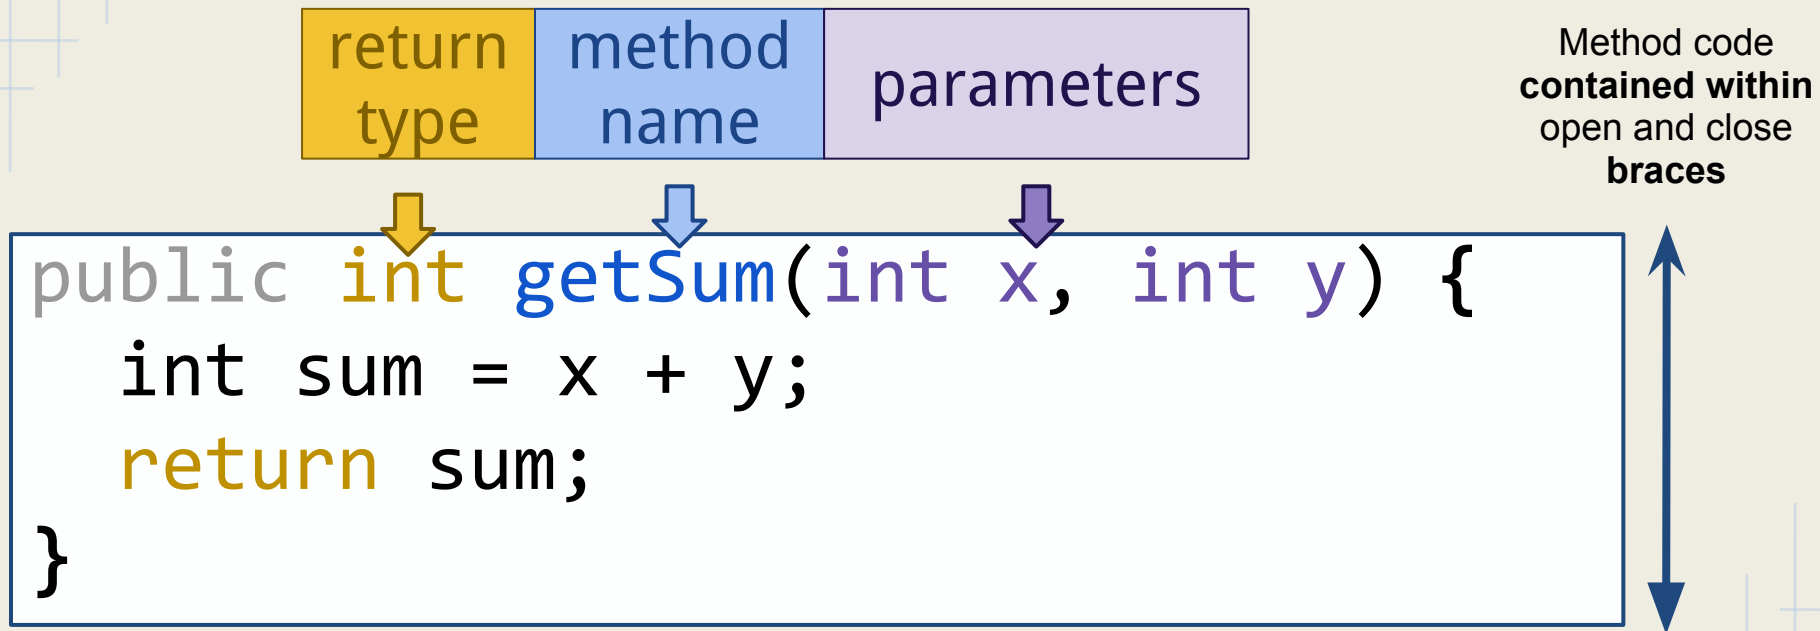 return
type
method
name
parameters
Method code
contained within
open and close
braces
public int getSum(int x, int y) {
int sum = x + y;
return sum;
}